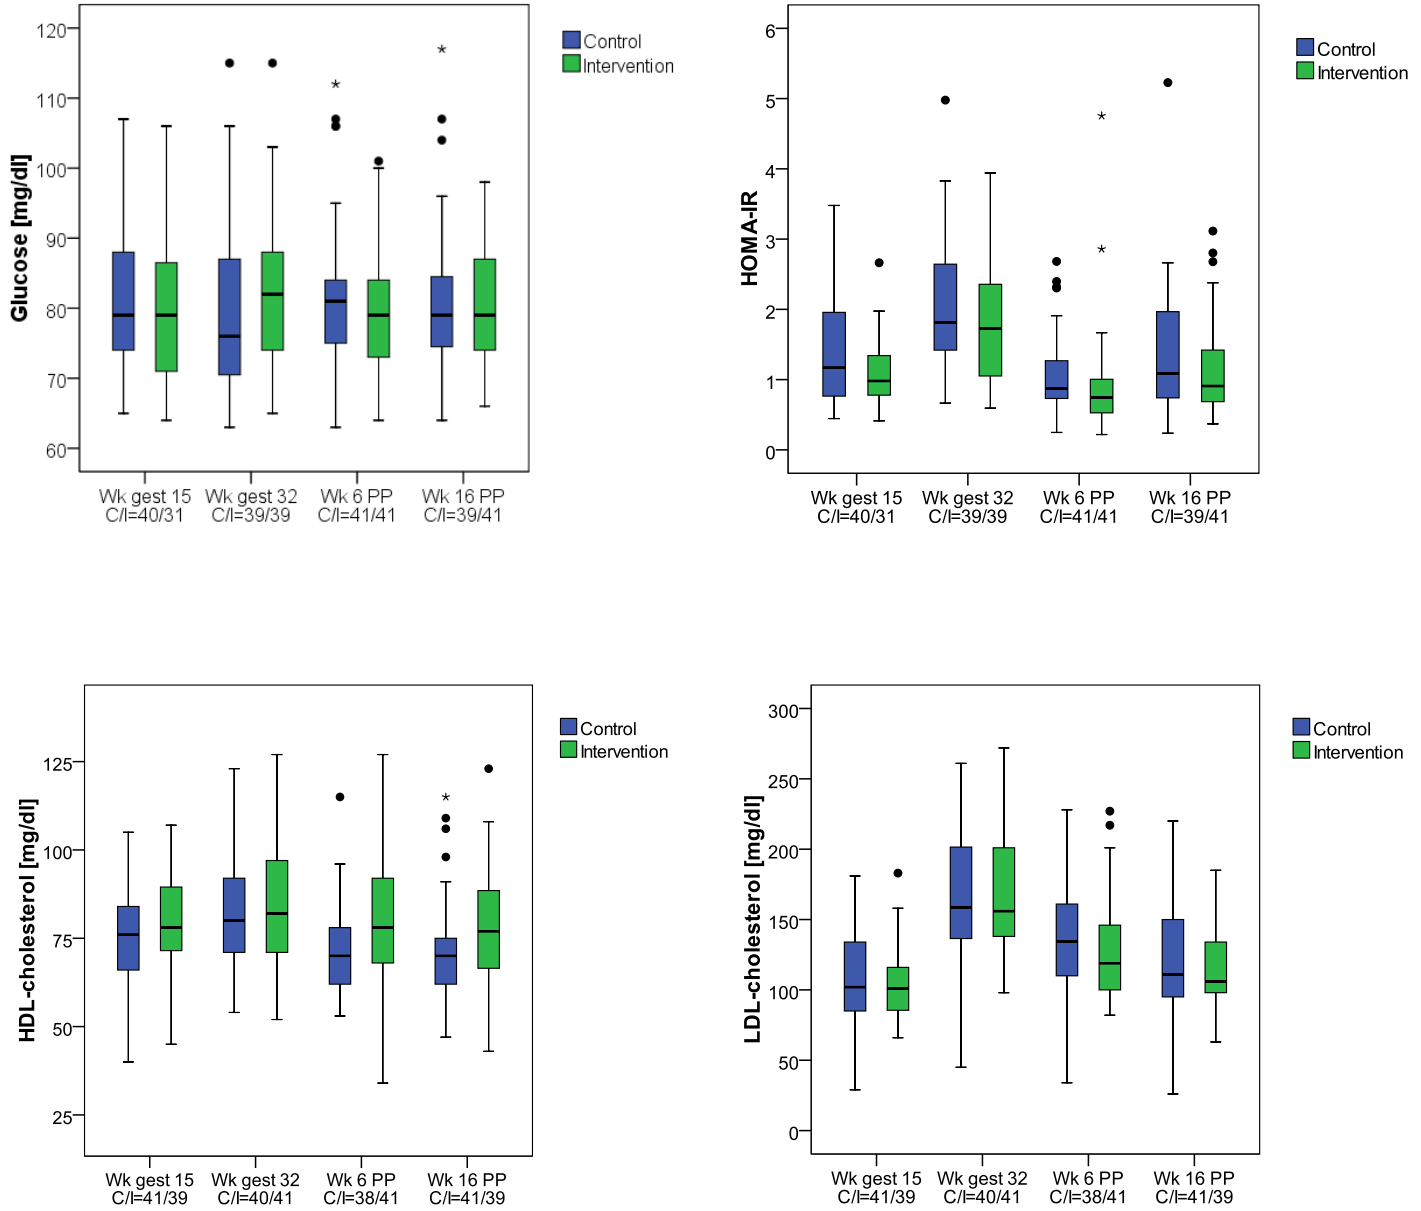 Glucose [mg/dl]
120
110
100
90
80
70
60
Wk gest 15
C/I=40/31
Wk gest 32
C/I=39/39
Wk 6 PP
C/I=41/41
Wk 16 PP
C/I=39/41
Control
Intervention
HOMA-IR
6
5
4
3
2
1
0
Wk gest 15
C/I=40/31
Wk gest 32
C/I=39/39
Wk 6 PP
C/I=41/41
Wk 16 PP
C/I=39/41
Control
Intervention
HDL-cholesterol [mg/dl]
125
100
75
50
25
Wk gest 15
C/I=41/39
Wk gest 32
C/I=40/41
Wk 6 PP
C/I=38/41
Wk 16 PP
C/I=41/39
Control
Intervention
LDL-cholesterol [mg/dl]
300
250
200
150
100
50
0
Wk gest 15
C/I=41/39
Wk gest 32
C/I=40/41
Wk 6 PP
C/I=38/41
Wk 16 PP
C/I=41/39
Control
Intervention